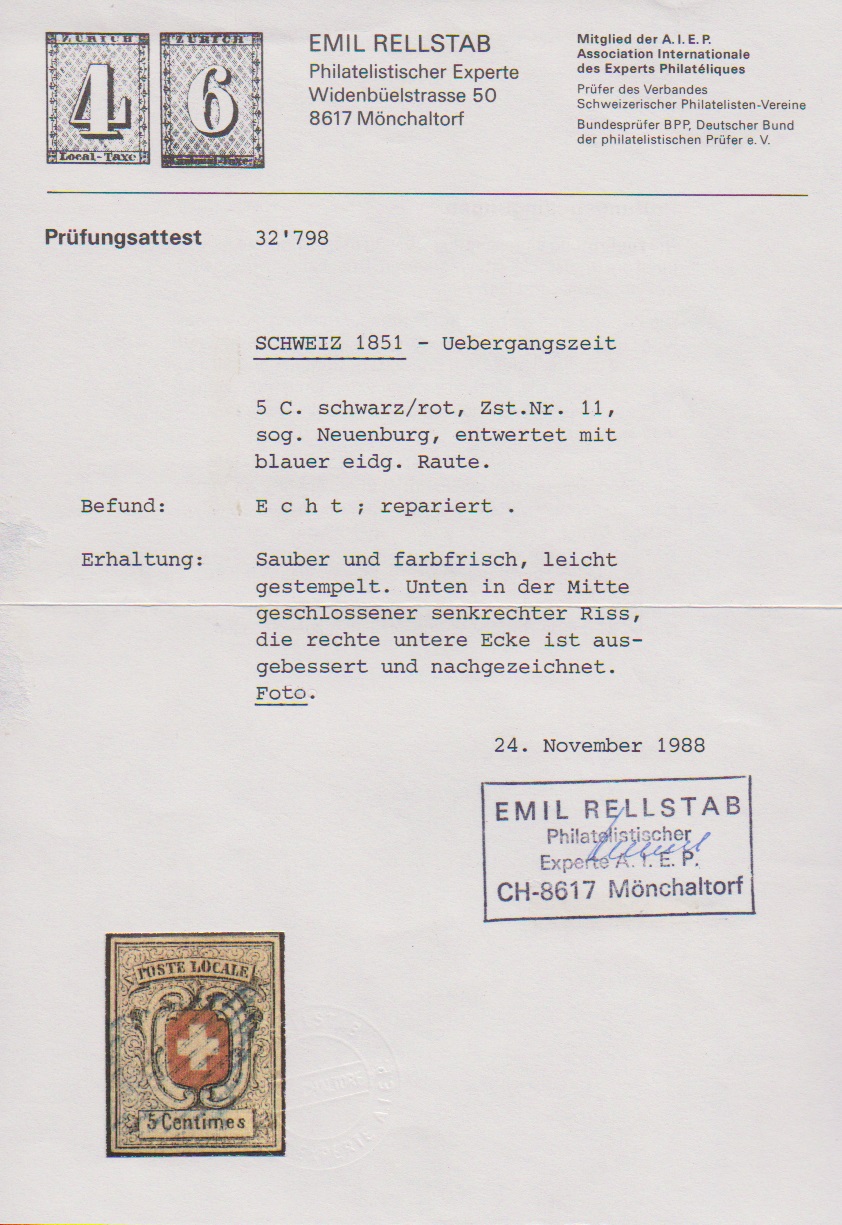 ZÜRICH
4
Local-Taxe
ZÜRICH
6
EMIL RELLSTAB
Philatelistischer Experte
Widenbüelstrasse 50
8617 Mönchaltorf
Mitglied der A. I. E. P.
Association Internationale
des Experts Philatéliques
Prüfer des Verbandes
Schweizerischer Philatelisten-Vereine
Bundesprüfer BPP, Deutscher Bund
der philatelistischen Prüfer e. V.
Prüfungsattest 32'798
SCHWEIZ 1851 - Uebergangszeit
5 C. schwarz/rot, Zst.Nr. 11,
sog. Neuenburg, entwertet mit
blauer eidg. Raute.
Befund: E c h t ; repariert .
Erhaltung: Sauber und farbfrisch, leicht
gestempelt. Unten in der Mitte
geschlossener senkrechter Riss,
die rechte untere Ecke ist aus-
gebessert und nachgezeichnet.
Foto.
24. November 1988
EMIL RELLSTAB
Philatelistischer
Experte A. I. E. P.
CH-8617 Mönchaltorf
POSTE LOCALE
5 Centimes